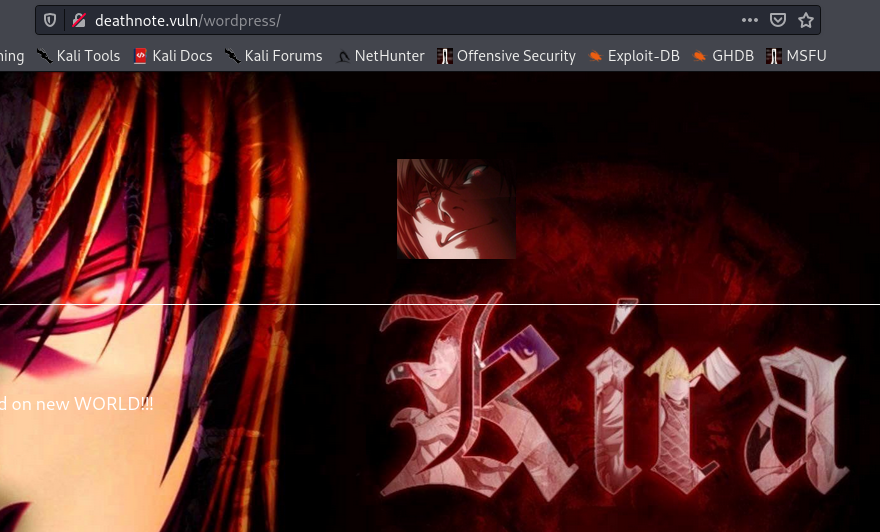 deathnote.vuln/wordpress/
ning Kali Tools Kali Docs Kali Forums NetHunter Offensive Security Exploit-DB GHDB MSFU
Kira
d on new WORLD!!!